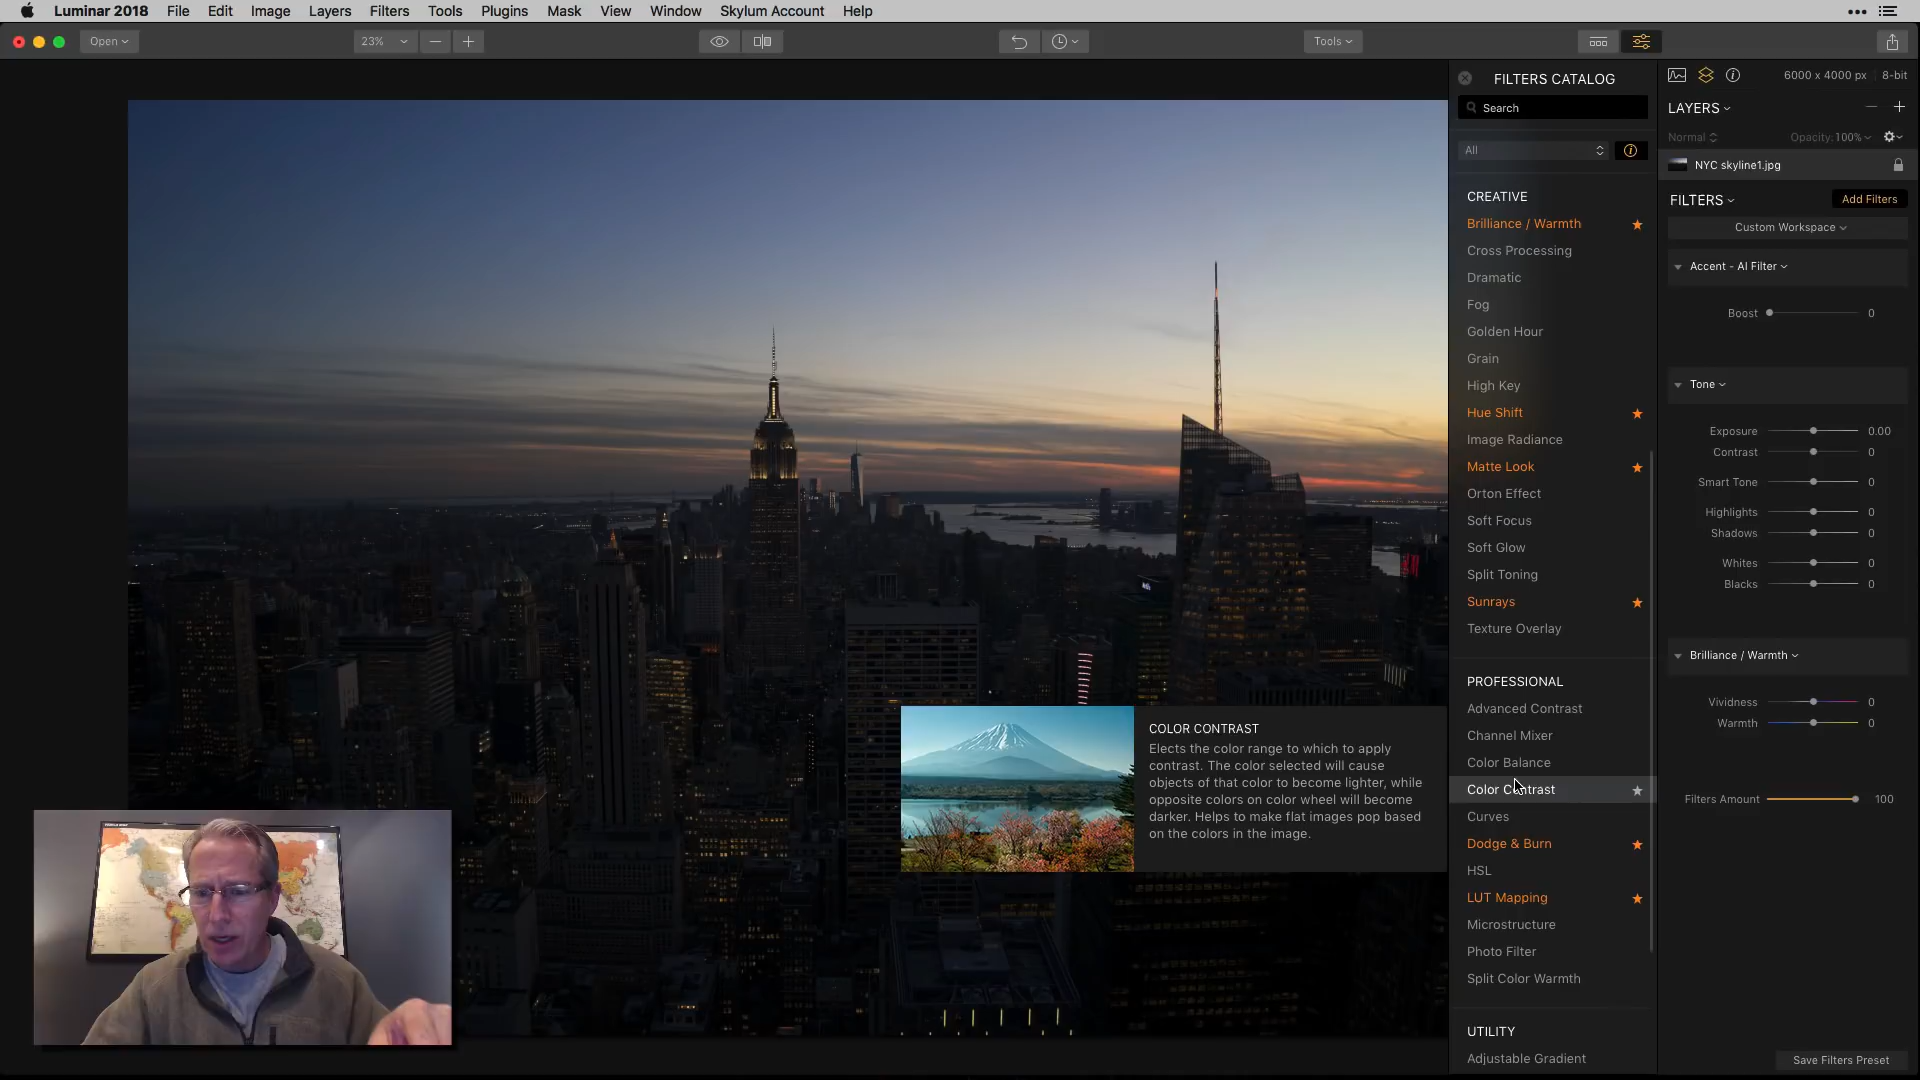 Luminar 2018 File Edit Image Layers Filters Tools Plugins Mask View Window Skylum Account Help
Open 23% Tools
FILTERS CATALOG
Search
All
CREATIVE
Brilliance / Warmth
Cross Processing
Dramatic
Fog
Golden Hour
Grain
High Key
Hue Shift
Image Radiance
Matte Look
Orton Effect
Soft Focus
Soft Glow
Split Toning
Sunrays
Texture Overlay
PROFESSIONAL
Advanced Contrast
Channel Mixer
Color Balance
Color Contrast
Curves
Dodge & Burn
HSL
LUT Mapping
Microstructure
Photo Filter
Split Color Warmth
UTILITY
Adjustable Gradient
COLOR CONTRAST
Elects the color range to which to apply
contrast. The color selected will cause
objects of that color to become lighter, while
opposite colors on color wheel will become
darker. Helps to make flat images pop based
on the colors in the image.
6000 x 4000 px 8-bit
LAYERS
Normal Opacity: 100%
NYC skyline1.jpg
FILTERS Add Filters
Custom Workspace
Accent - AI Filter
Boost 0
Tone
Exposure 0.00
Contrast 0
Smart Tone 0
Highlights 0
Shadows 0
Whites 0
Blacks 0
Brilliance / Warmth
Vividness 0
Warmth 0
Filters Amount 100
Save Filters Preset